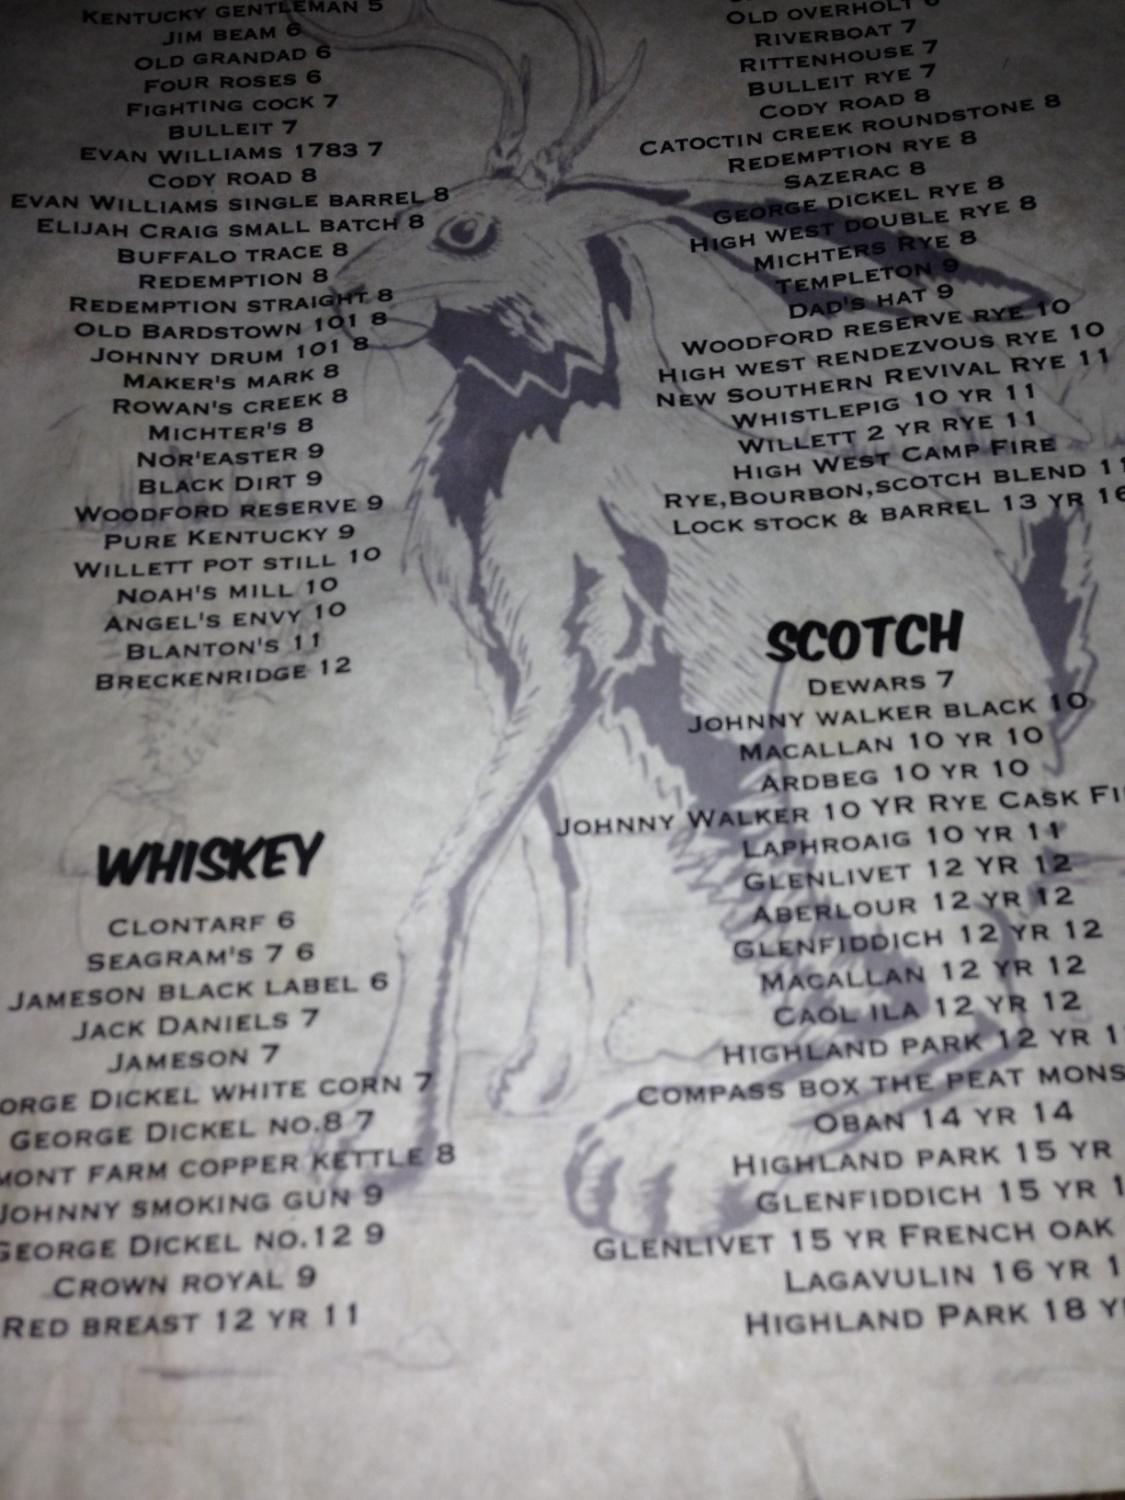 KENTUCKY GENTLEMAN 5
JIM BEAM 6
OLD GRANDAD 6
FOUR ROSES 6
FIGHTING COCK 7
BULLEIT 7
EVAN WILLIAMS 1783 7
CODY ROAD 8
EVAN WILLIAMS SINGLE BARREL 8
ELIJAH CRAIG SMALL BATCH 8
BUFFALO TRACE 8
REDEMPTION 8
REDEMPTION STRAIGHT 8
OLD BARDSTOWN 101 8
JOHNNY DRUM 101 8
MAKER'S MARK 8
ROWAN'S CREEK 8
MICHTER'S 8
NOR'EASTER 9
BLACK DIRT 9
WOODFORD RESERVE 9
PURE KENTUCKY 9
WILLETT POT STILL 10
NOAH'S MILL 10
ANGEL'S ENVY 10
BLANTON'S 11
BRECKENRIDGE 12
WHISKEY
CLONTARF 6
SEAGRAM'S 7 6
JAMESON BLACK LABEL 6
JACK DANIELS 7
JAMESON 7
ORGE DICKEL WHITE CORN 7
GEORGE DICKEL NO.8 7
MONT FARM COPPER KETTLE 8
JOHNNY SMOKING GUN 9
GEORGE DICKEL NO.12 9
CROWN ROYAL 9
RED BREAST 12 YR 11
OLD OVERHOLT 6
RIVERBOAT 7
RITTENHOUSE 7
BULLEIT RYE 7
CODY ROAD 8
CATOCTIN CREEK ROUNDSTONE 8
REDEMPTION RYE 8
SAZERAC 8
GEORGE DICKEL RYE 8
HIGH WEST DOUBLE RYE 8
MICHTERS RYE 8
TEMPLETON 9
DAD'S HAT 9
WOODFORD RESERVE RYE 10
HIGH WEST RENDEZVOUS RYE 10
NEW SOUTHERN REVIVAL RYE 11
WHISTLEPIG 10 YR 11
WILLETT 2 YR RYE 11
HIGH WEST CAMP FIRE
RYE,BOURBON,SCOTCH BLEND 11
LOCK STOCK & BARREL 13 YR 16
SCOTCH
DEWARS 7
JOHNNY WALKER BLACK 10
MACALLAN 10 YR 10
ARDBEG 10 YR 10
JOHNNY WALKER 10 YR RYE CASK FI
LAPHROAIG 10 YR 11
GLENLIVET 12 YR 12
ABERLOUR 12 YR 12
GLENFIDDICH 12 YR 12
MACALLAN 12 YR 12
CAOL ILA 12 YR 12
HIGHLAND PARK 12 YR 1
COMPASS BOX THE PEAT MONS
OBAN 14 YR 14
HIGHLAND PARK 15 YR
GLENFIDDICH 15 YR 1
GLENLIVET 15 YR FRENCH OAK
LAGAVULIN 16 YR 1
HIGHLAND PARK 18 Y